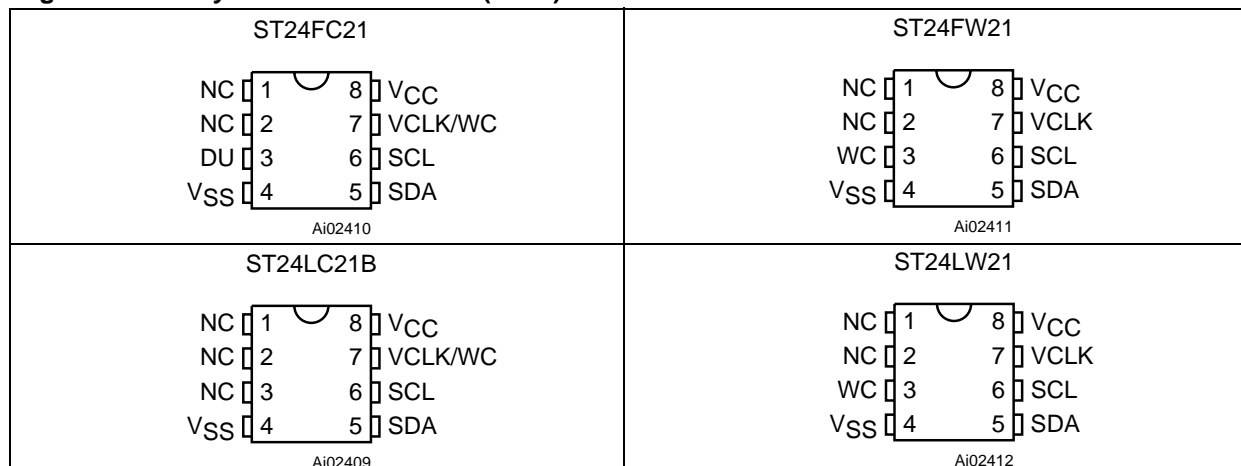 ST24FC21
NC 1 8 VCC
NC 2 7 VCLK/WC
DU 3 6 SCL
VSS 4 5 SDA
Ai02410
ST24FW21
NC 1 8 VCC
NC 2 7 VCLK
WC 3 6 SCL
VSS 4 5 SDA
Ai02411
ST24LC21B
NC 1 8 VCC
NC 2 7 VCLK/WC
NC 3 6 SCL
VSS 4 5 SDA
Ai02409
ST24LW21
NC 1 8 VCC
NC 2 7 VCLK
WC 3 6 SCL
VSS 4 5 SDA
Ai02412